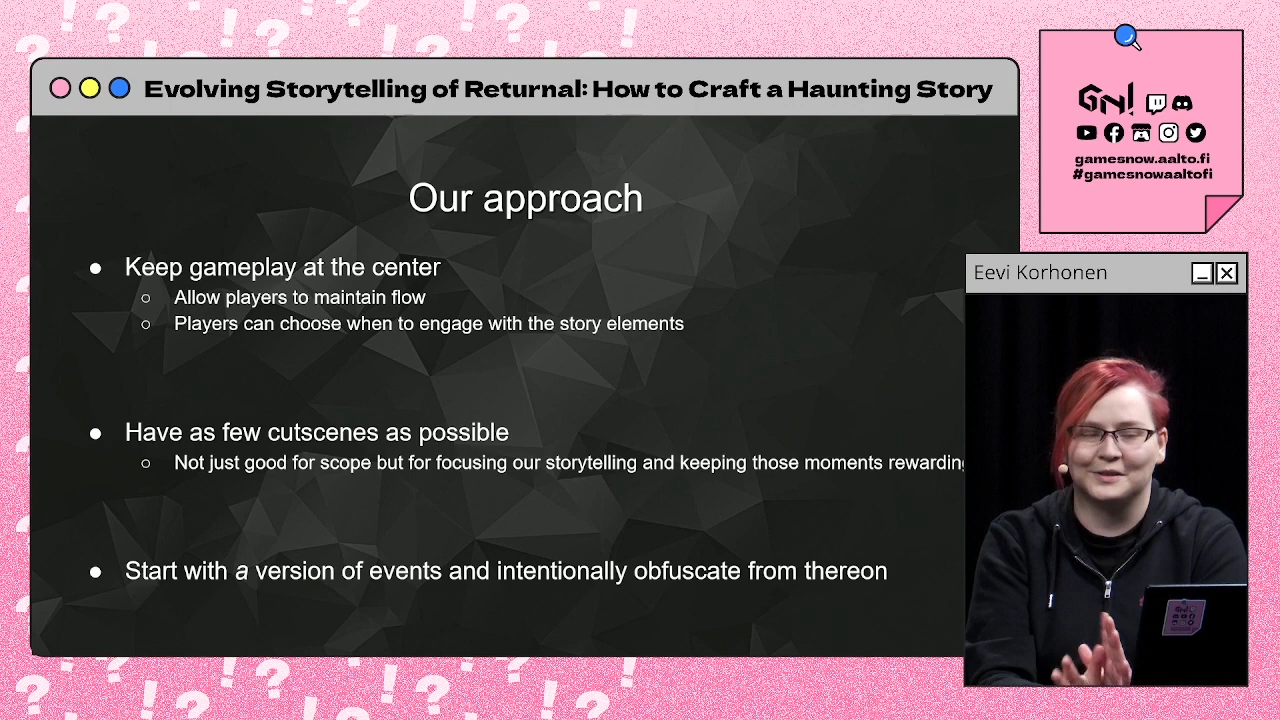 Evolving Storytelling of Returnal: How to Craft a Haunting Story
GN!
gamesnow.aalto.fi
#gamesnowaaltofi
Our approach
● Keep gameplay at the center
○ Allow players to maintain flow
○ Players can choose when to engage with the story elements
● Have as few cutscenes as possible
○ Not just good for scope but for focusing our storytelling and keeping those moments rewarding
● Start with a version of events and intentionally obfuscate from thereon
Eevi Korhonen
GN!